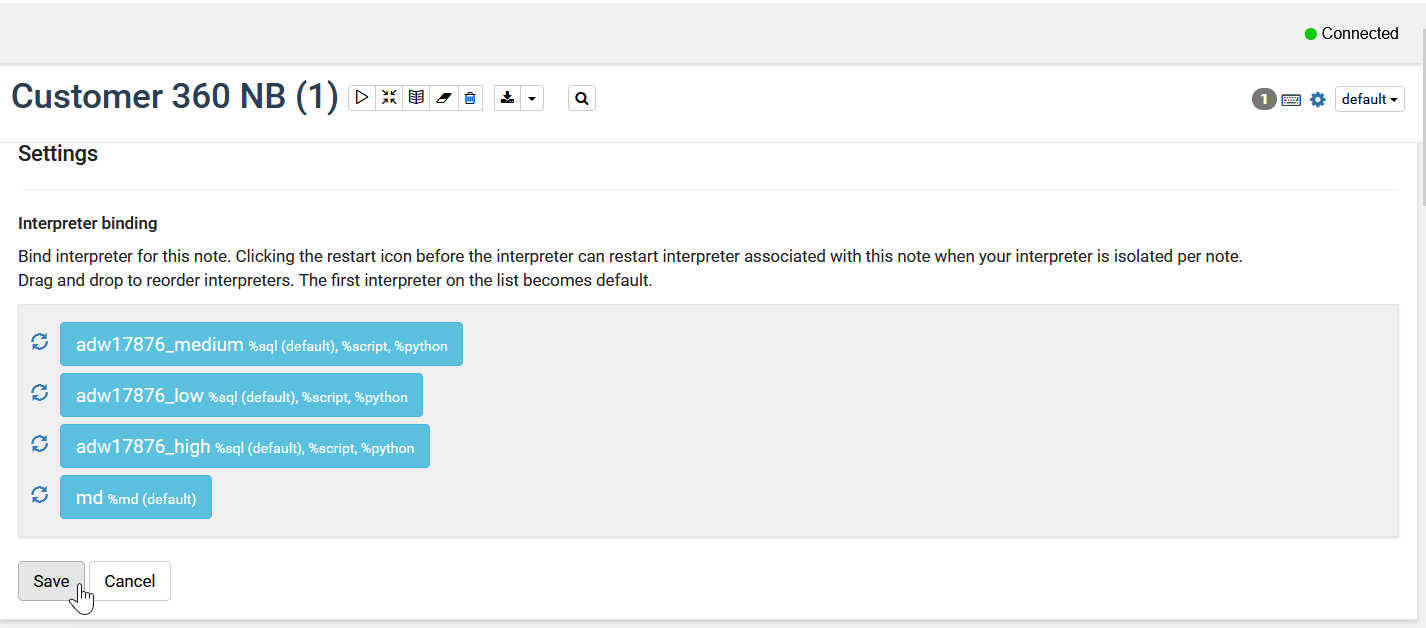 Connected
Customer 360 NB (1)
1
default
Settings
Interpreter binding
Bind interpreter for this note. Clicking the restart icon before the interpreter can restart interpreter associated with this note when your interpreter is isolated per note.
Drag and drop to reorder interpreters. The first interpreter on the list becomes default.
adw17876_medium %sql (default), %script, %python
adw17876_low %sql (default), %script, %python
adw17876_high %sql (default), %script, %python
md %md (default)
Save Cancel